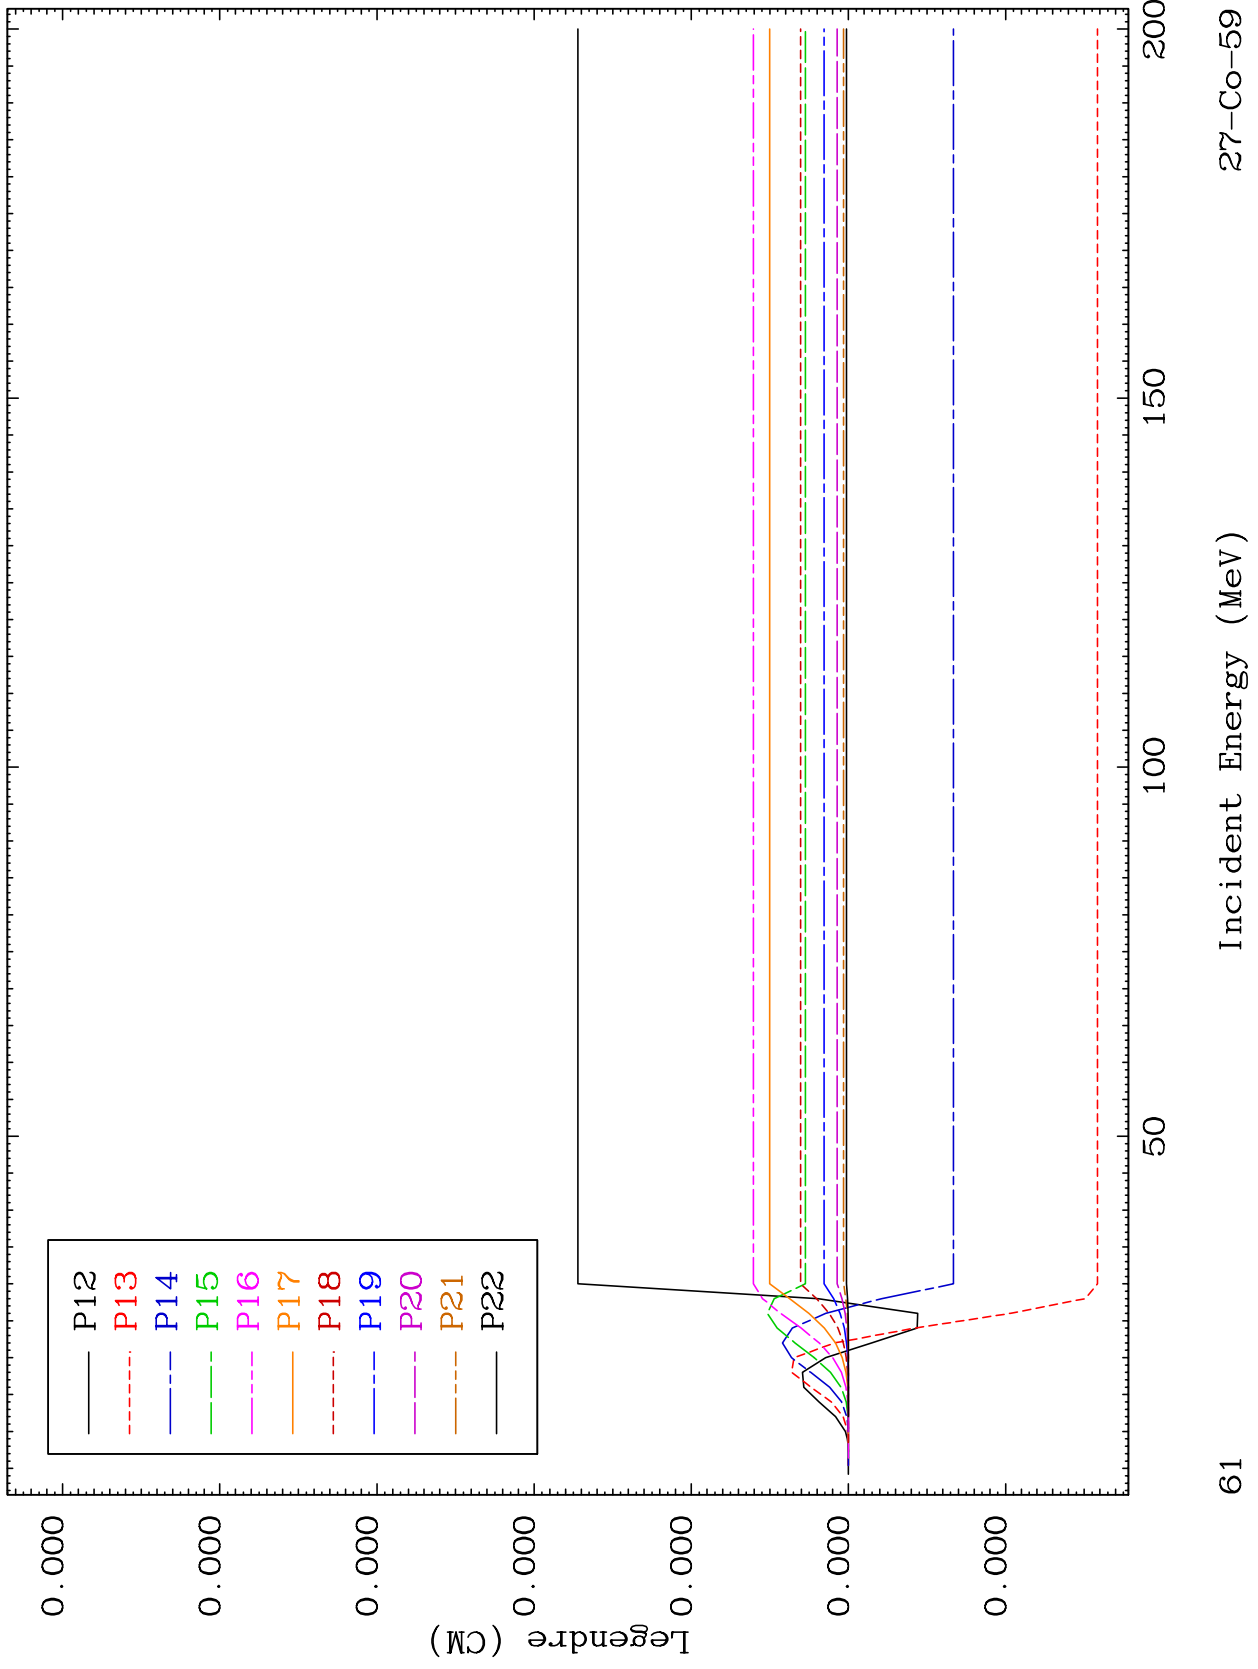 P12
P13
P14
P15
P16
P17
P18
P19
P20
P21
P22
Legendre (CM)
0.000
0.000
0.000
0.000
0.000
0.000
0.000
50
100
150
200
Incident Energy (MeV)
61
27-Co-59